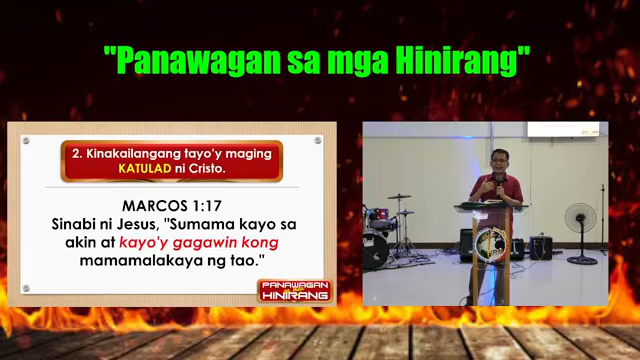 "Panawagan sa mga Hinirang"
2. Kinakailangang tayo'y maging
KATULAD ni Cristo.
MARCOS 1:17
Sinabi ni Jesus, "Sumama kayo sa
akin at kayo'y gagawin kong
mamamalakaya ng tao."
PANAWAGAN
HINIRANG